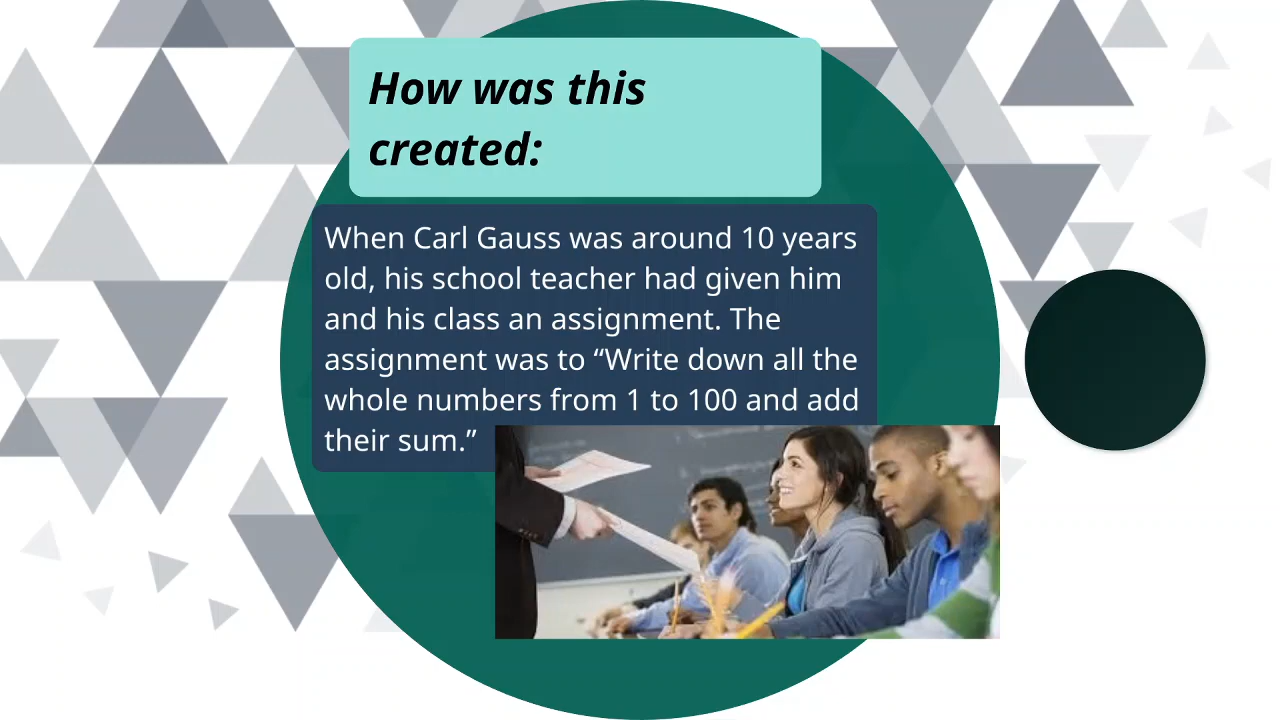 How was this
created:
When Carl Gauss was around 10 years
old, his school teacher had given him
and his class an assignment. The
assignment was to “Write down all the
whole numbers from 1 to 100 and add
their sum.”